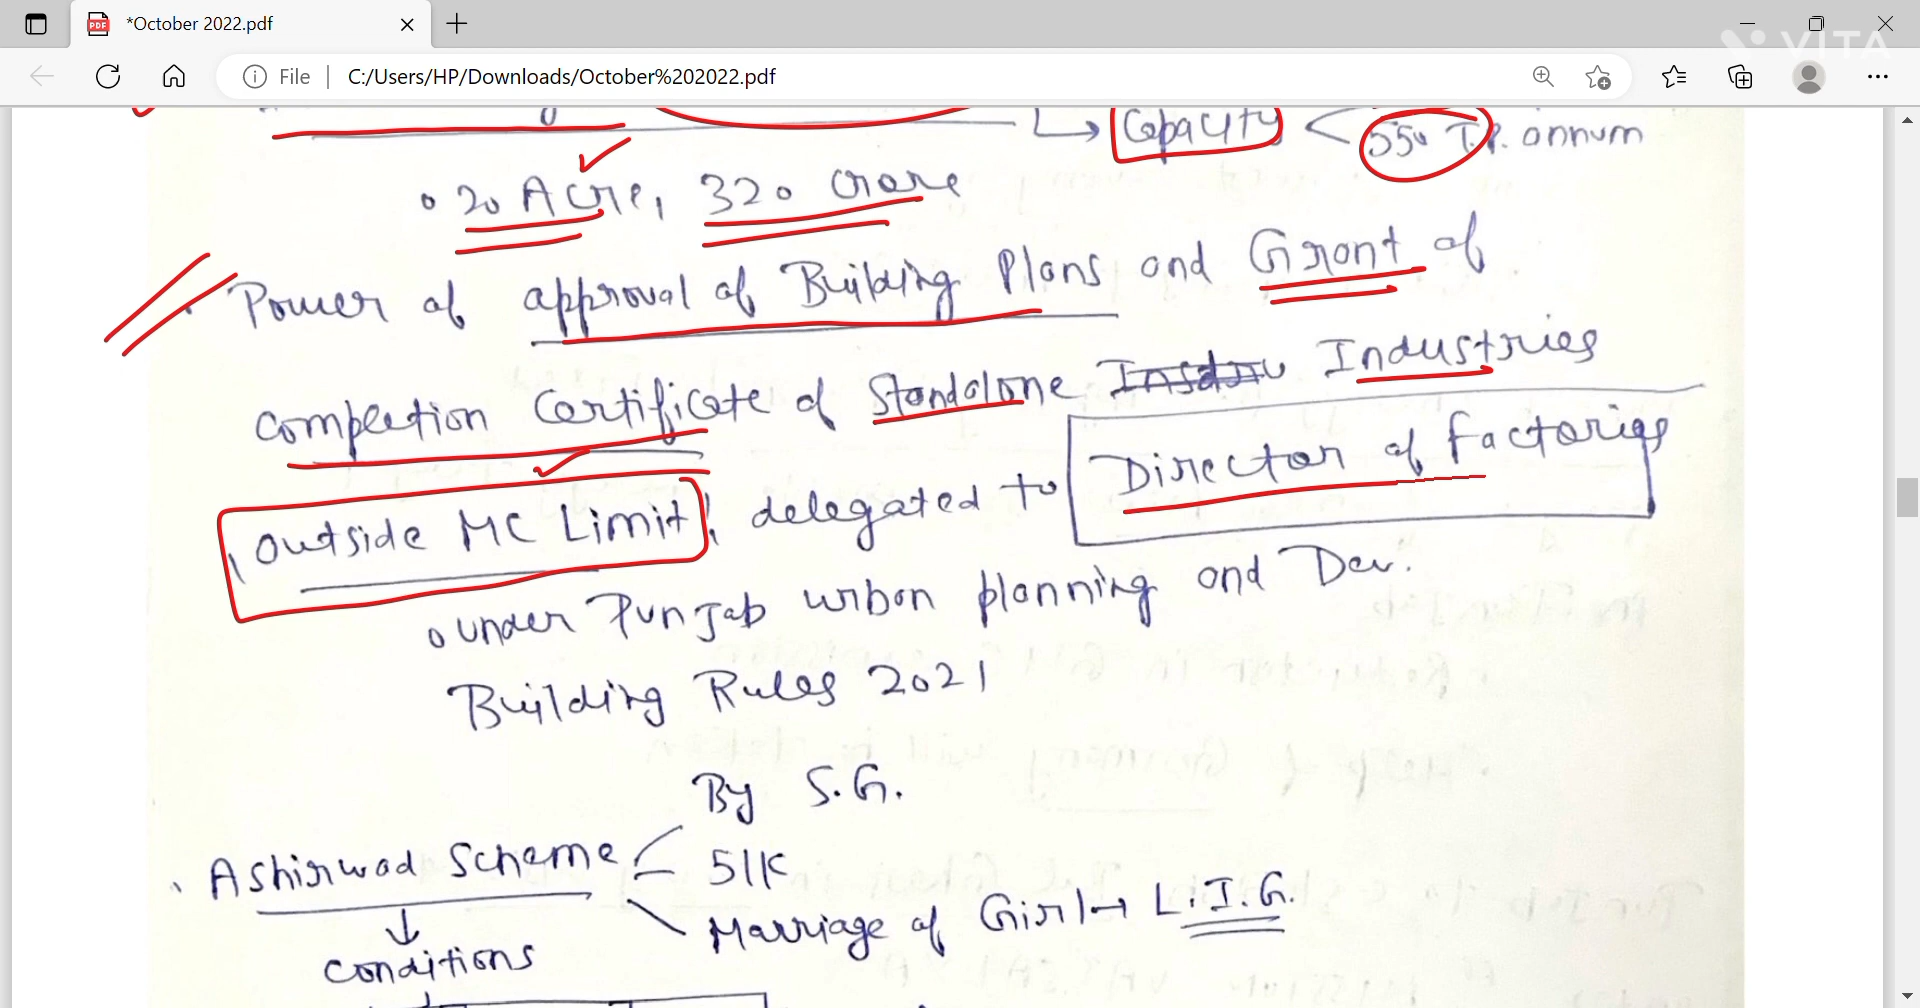 *October 2022.pdf
File
C:/Users/HP/Downloads/October%202022.pdf
VITA
Capacity
550 T.P. annum
20 Acre, 320 Crore
Power of approval of Building Plans and Grant of
Completion Certificate of Standalone Industries
outside MC Limit, delegated to Director of Factories
under Punjab urban planning and Dev.
Building Rules 2021
By S.G.
Ashirwad Scheme
51K
Marriage of Girl → L.I.G.
conditions